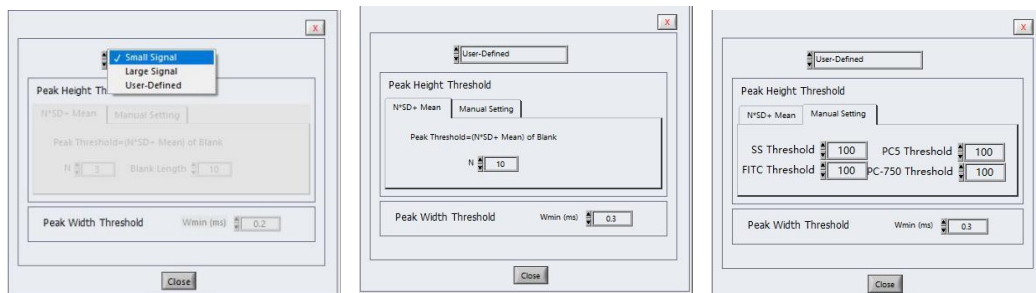 X
✓ Small Signal
Large Signal
User-Defined
Peak Height Th
N*SD+ Mean Manual Setting
Peak Threshold=(N*SD+ Mean) of Blank
N 3 Blank Length 10
Peak Width Threshold Wmin (ms) 0.2
Close
X
User-Defined
Peak Height Threshold
N*SD+ Mean Manual Setting
Peak Threshold=(N*SD+ Mean) of Blank
N 10
Peak Width Threshold Wmin (ms) 0.3
Close
X
User-Defined
Peak Height Threshold
N*SD+ Mean Manual Setting
SS Threshold 100 PC5 Threshold 100
FITC Threshold 100 PC-750 Threshold 100
Peak Width Threshold Wmin (ms) 0.3
Close